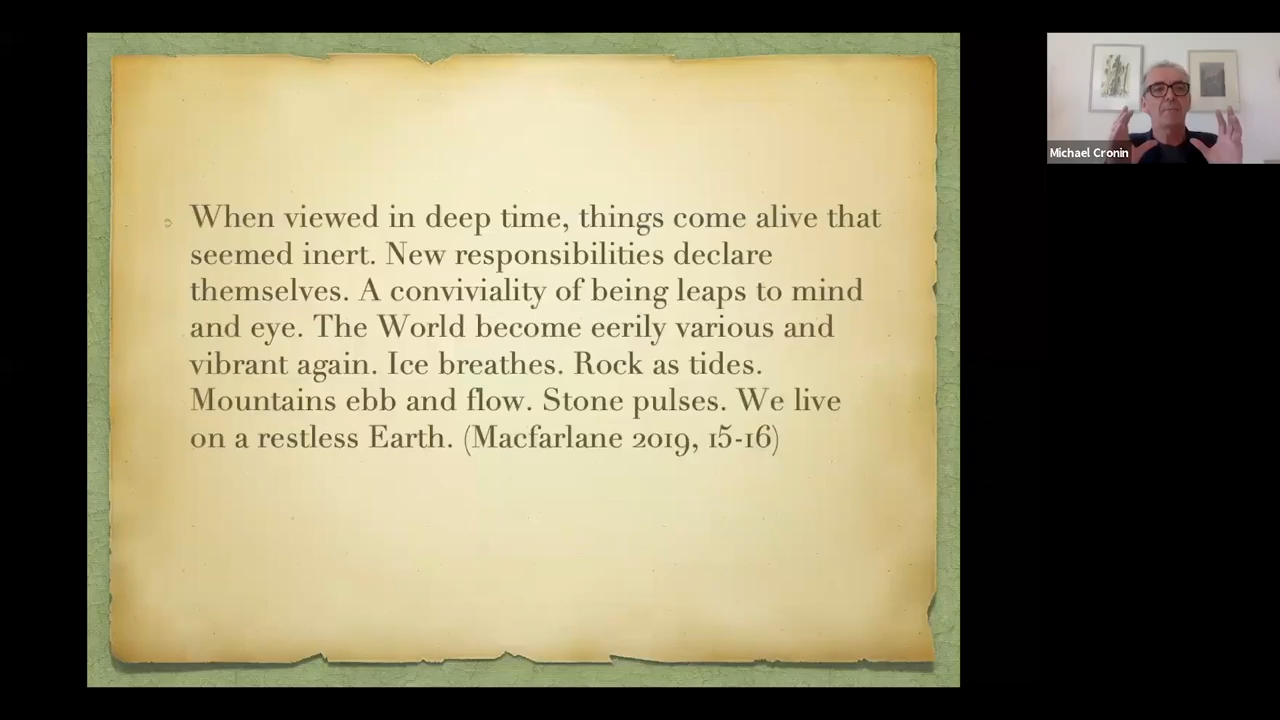 When viewed in deep time, things come alive that
seemed inert. New responsibilities declare
themselves. A conviviality of being leaps to mind
and eye. The World become eerily various and
vibrant again. Ice breathes. Rock as tides.
Mountains ebb and flow. Stone pulses. We live
on a restless Earth. (Macfarlane 2019, 15-16)
Michael Cronin